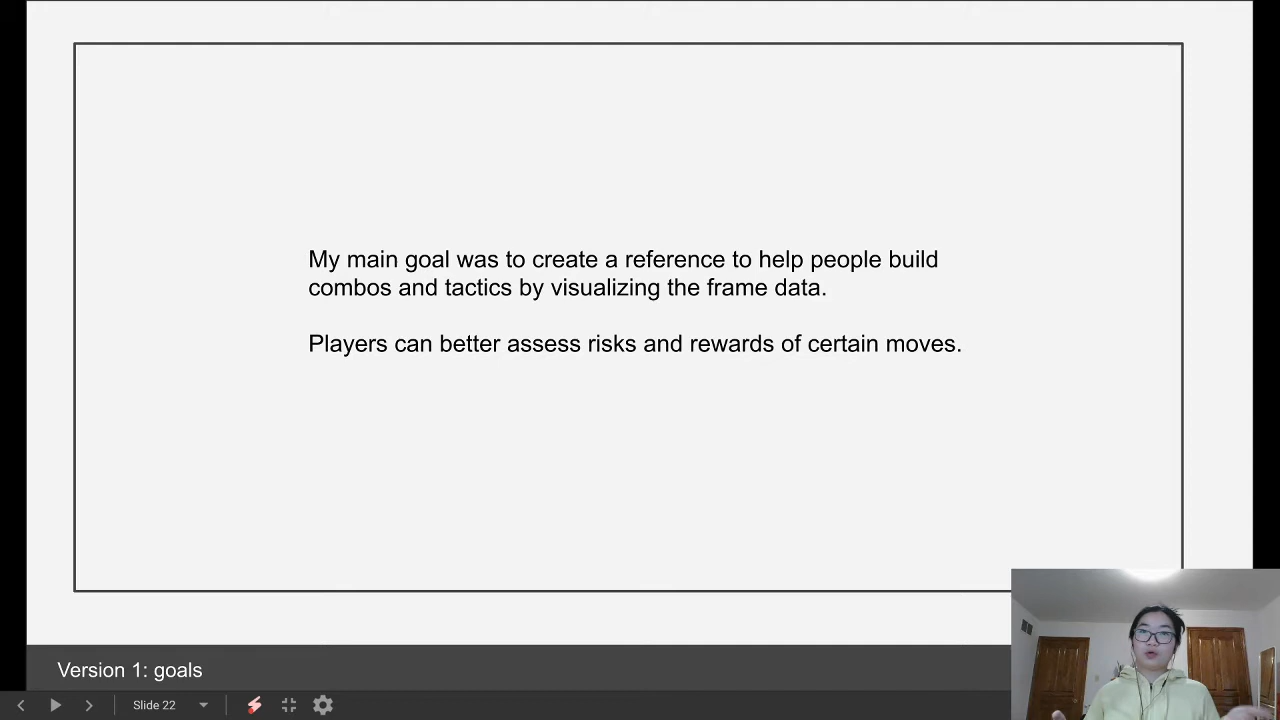 My main goal was to create a reference to help people build
combos and tactics by visualizing the frame data.
Players can better assess risks and rewards of certain moves.
Version 1: goals
Slide 22